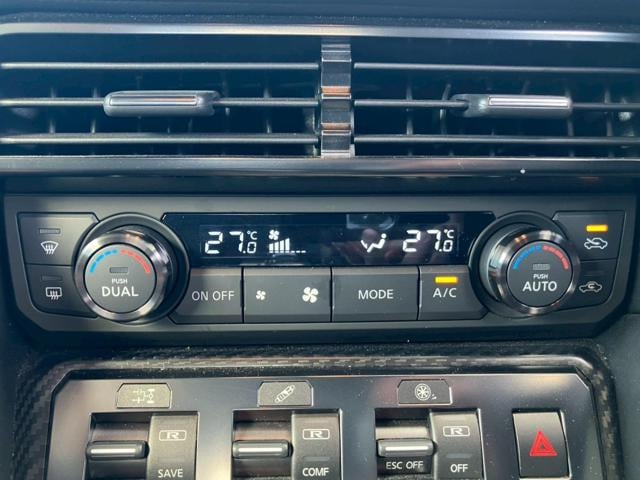 27.0°C 27.0°C
PUSH
DUAL
ON OFF
MODE
A/C
PUSH
AUTO
R
R
R
SAVE
COMF
ESC OFF
OFF